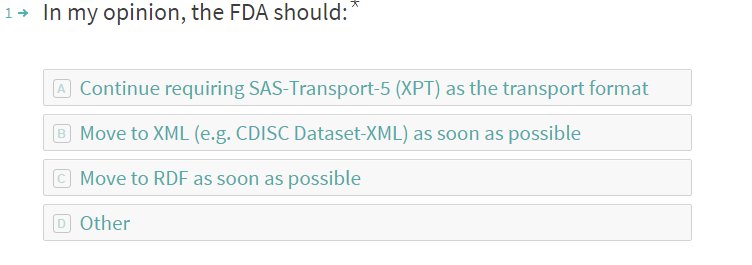 1 → In my opinion, the FDA should:*
A Continue requiring SAS-Transport-5 (XPT) as the transport format
B Move to XML (e.g. CDISC Dataset-XML) as soon as possible
C Move to RDF as soon as possible
D Other